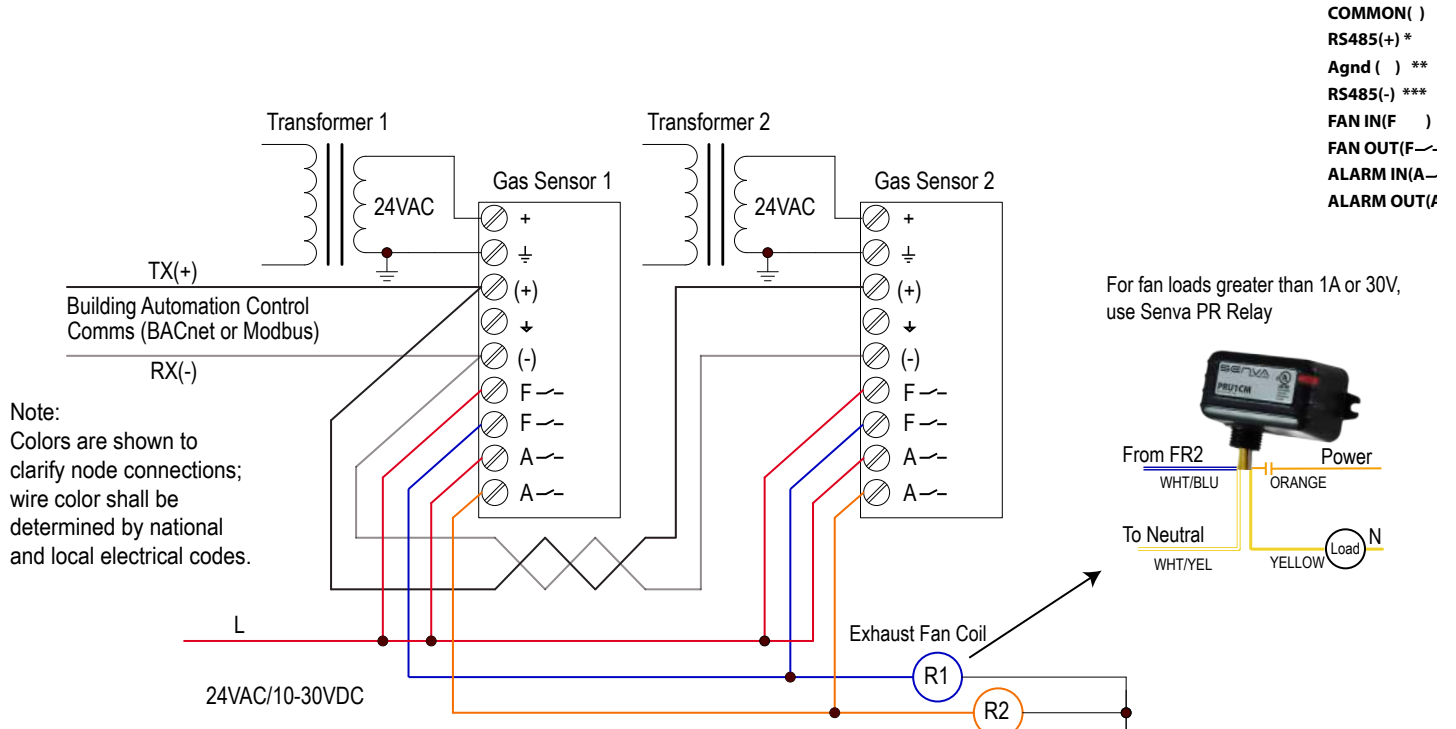 COMMON( )
RS485(+) *
Agnd ( ) **
RS485(-) ***
FAN IN(F )
FAN OUT(F
ALARM IN(A
ALARM OUT(A
Transformer 1
Transformer 2
Gas Sensor 1
Gas Sensor 2
24VAC
24VAC
+
+
TX(+)
(+)
(+)
Building Automation Control
Comms (BACnet or Modbus)
RX(-)
(-)
(-)
F
F
F
F
A
A
A
A
Note:
Colors are shown to
clarify node connections;
wire color shall be
determined by national
and local electrical codes.
For fan loads greater than 1A or 30V,
use Senva PR Relay
SENVA
PRU1CM
From FR2
Power
WHT/BLU
ORANGE
To Neutral
N
Load
WHT/YEL
YELLOW
L
Exhaust Fan Coil
R1
24VAC/10-30VDC
R2